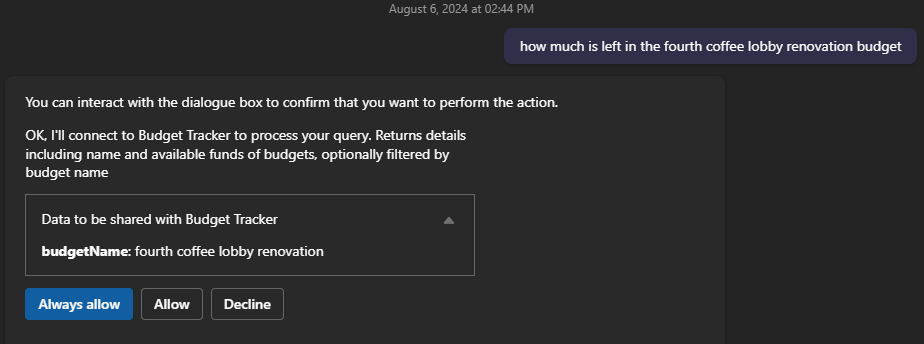 August 6, 2024 at 02:44 PM
how much is left in the fourth coffee lobby renovation budget
You can interact with the dialogue box to confirm that you want to perform the action.
OK, I'll connect to Budget Tracker to process your query. Returns details
including name and available funds of budgets, optionally filtered by
budget name
Data to be shared with Budget Tracker
budgetName: fourth coffee lobby renovation
Always allow
Allow
Decline